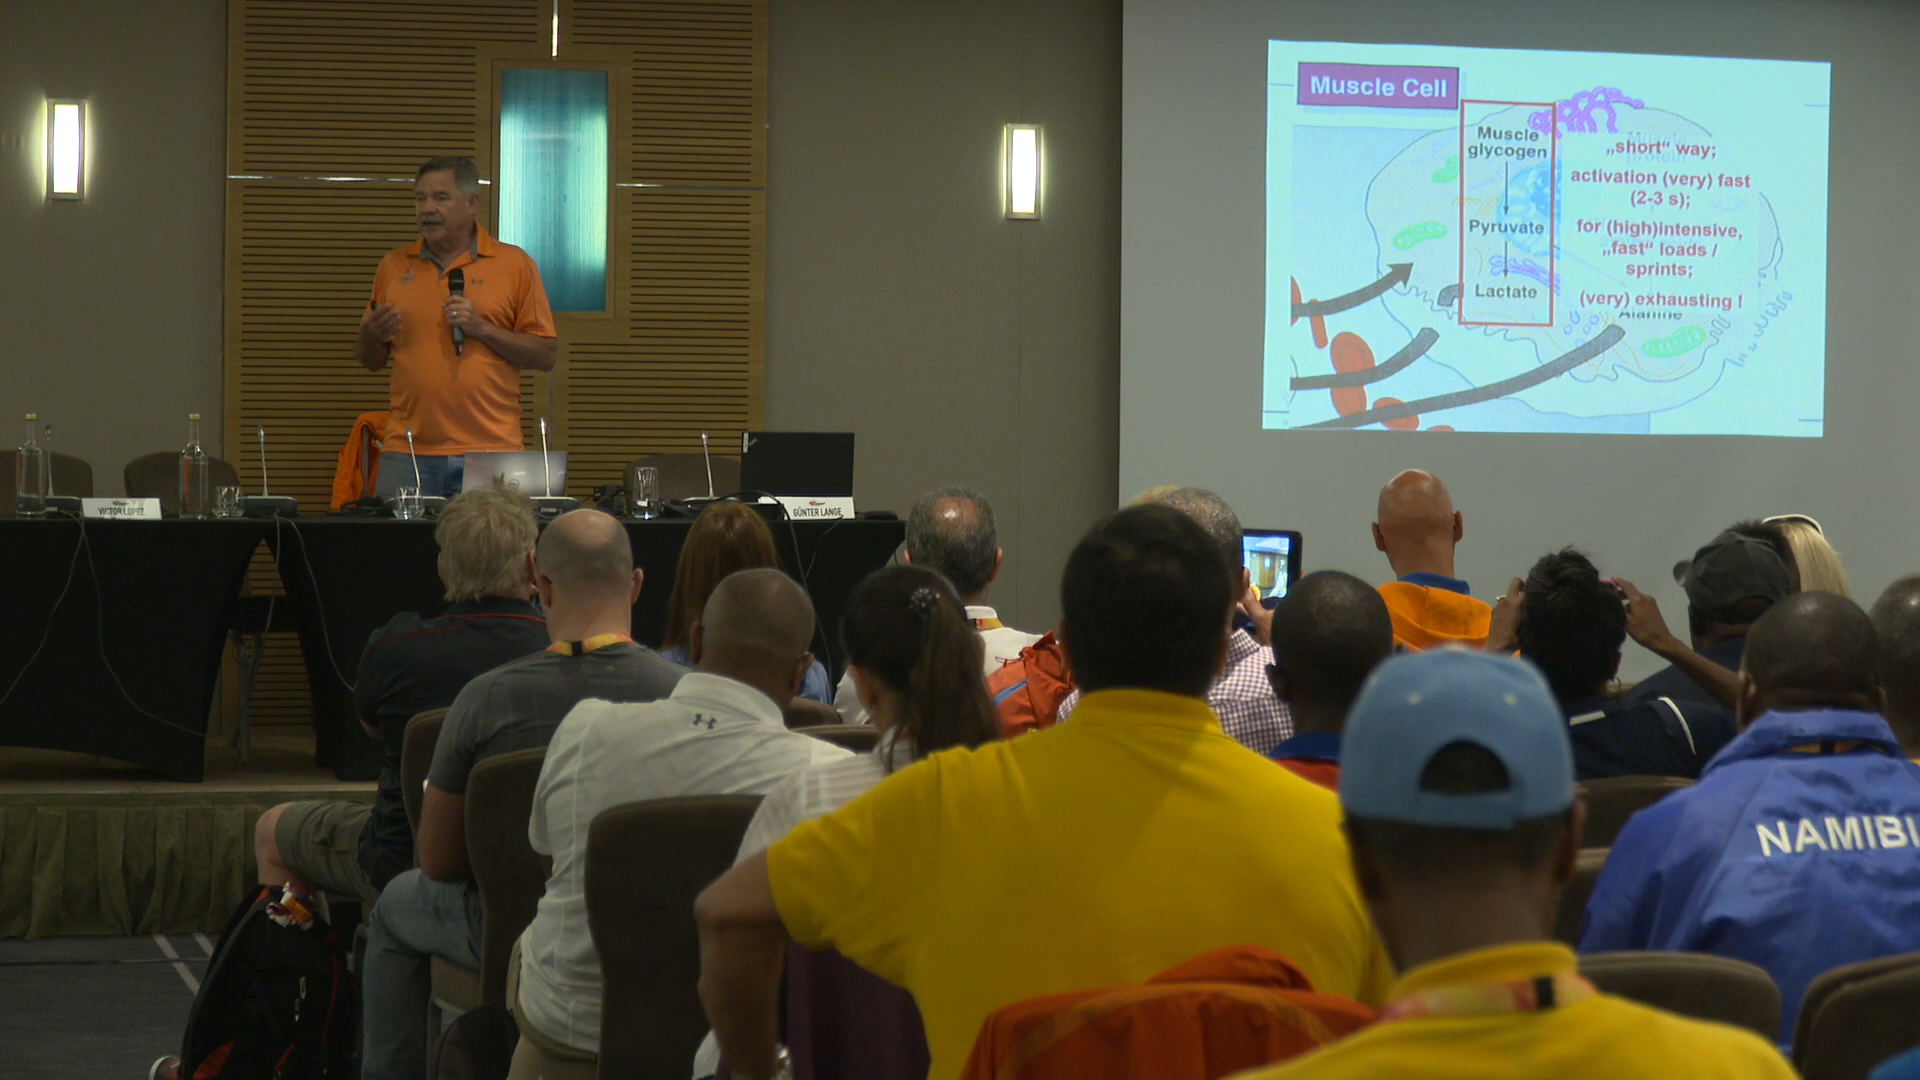 Muscle Cell
Muscle
glycogen
Pyruvate
Lactate
„short“ way;
activation (very) fast
(2-3 s);
for (high)intensive,
„fast“ loads /
sprints;
(very) exhausting !
Alanine
VICTOR LOPEZ
GÜNTER LANGE
NAMIBI